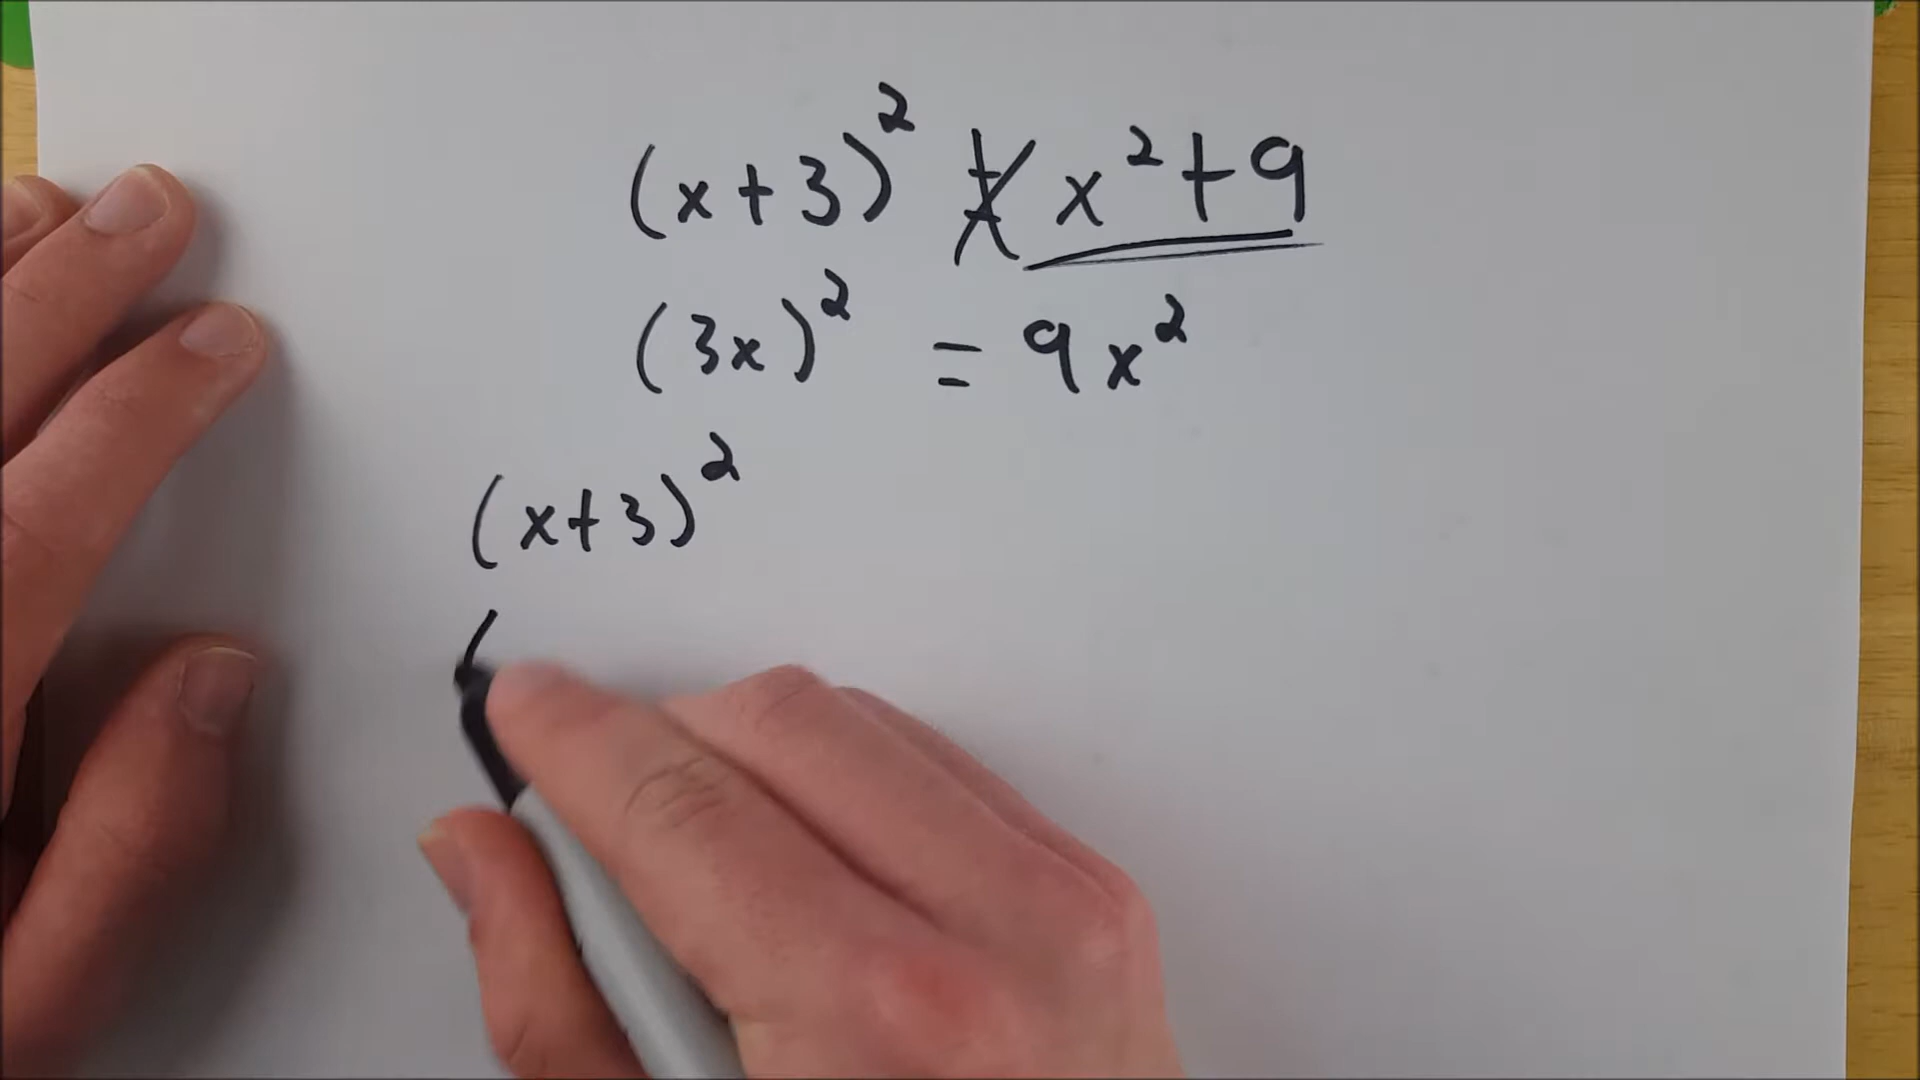 (x+3)² ≠ x²+9
(3x)² = 9x²
(x+3)²
(